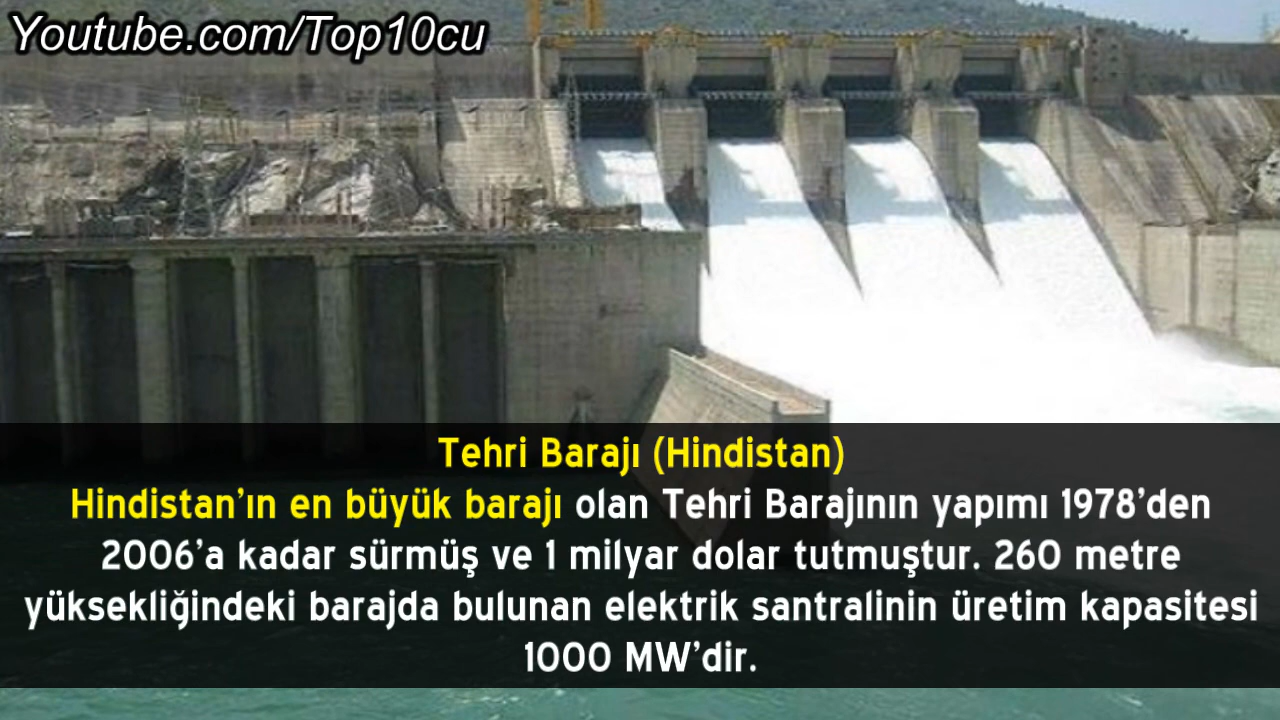 Youtube.com/Top10cu
Tehri Barajı (Hindistan)
Hindistan'ın en büyük barajı olan Tehri Barajının yapımı 1978'den
2006'a kadar sürmüş ve 1 milyar dolar tutmuştur. 260 metre
yüksekliğindeki barajda bulunan elektrik santralinin üretim kapasitesi
1000 MW'dir.